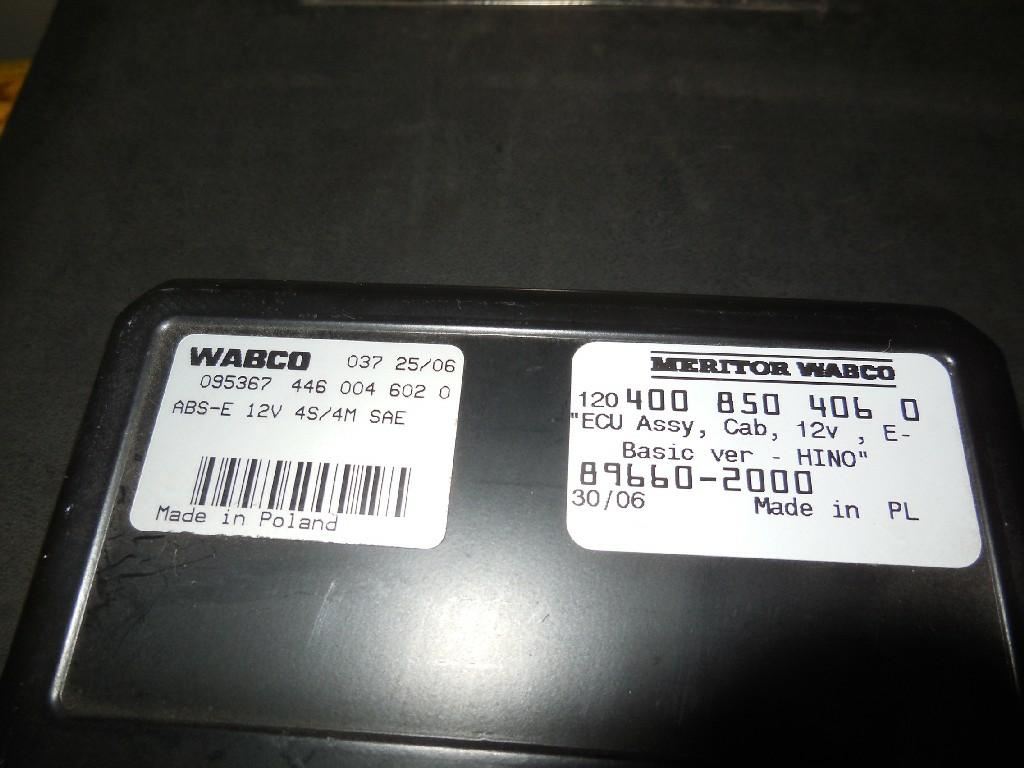 WABCO 037 25/06
095367 446 004 602 0
ABS-E 12V 4S/4M SAE
Made in Poland
MERITOR WABCO
120 400 850 406 0
"ECU Assy, Cab, 12v , E-
Basic ver - HINO"
89660-2000
30/06 Made in PL